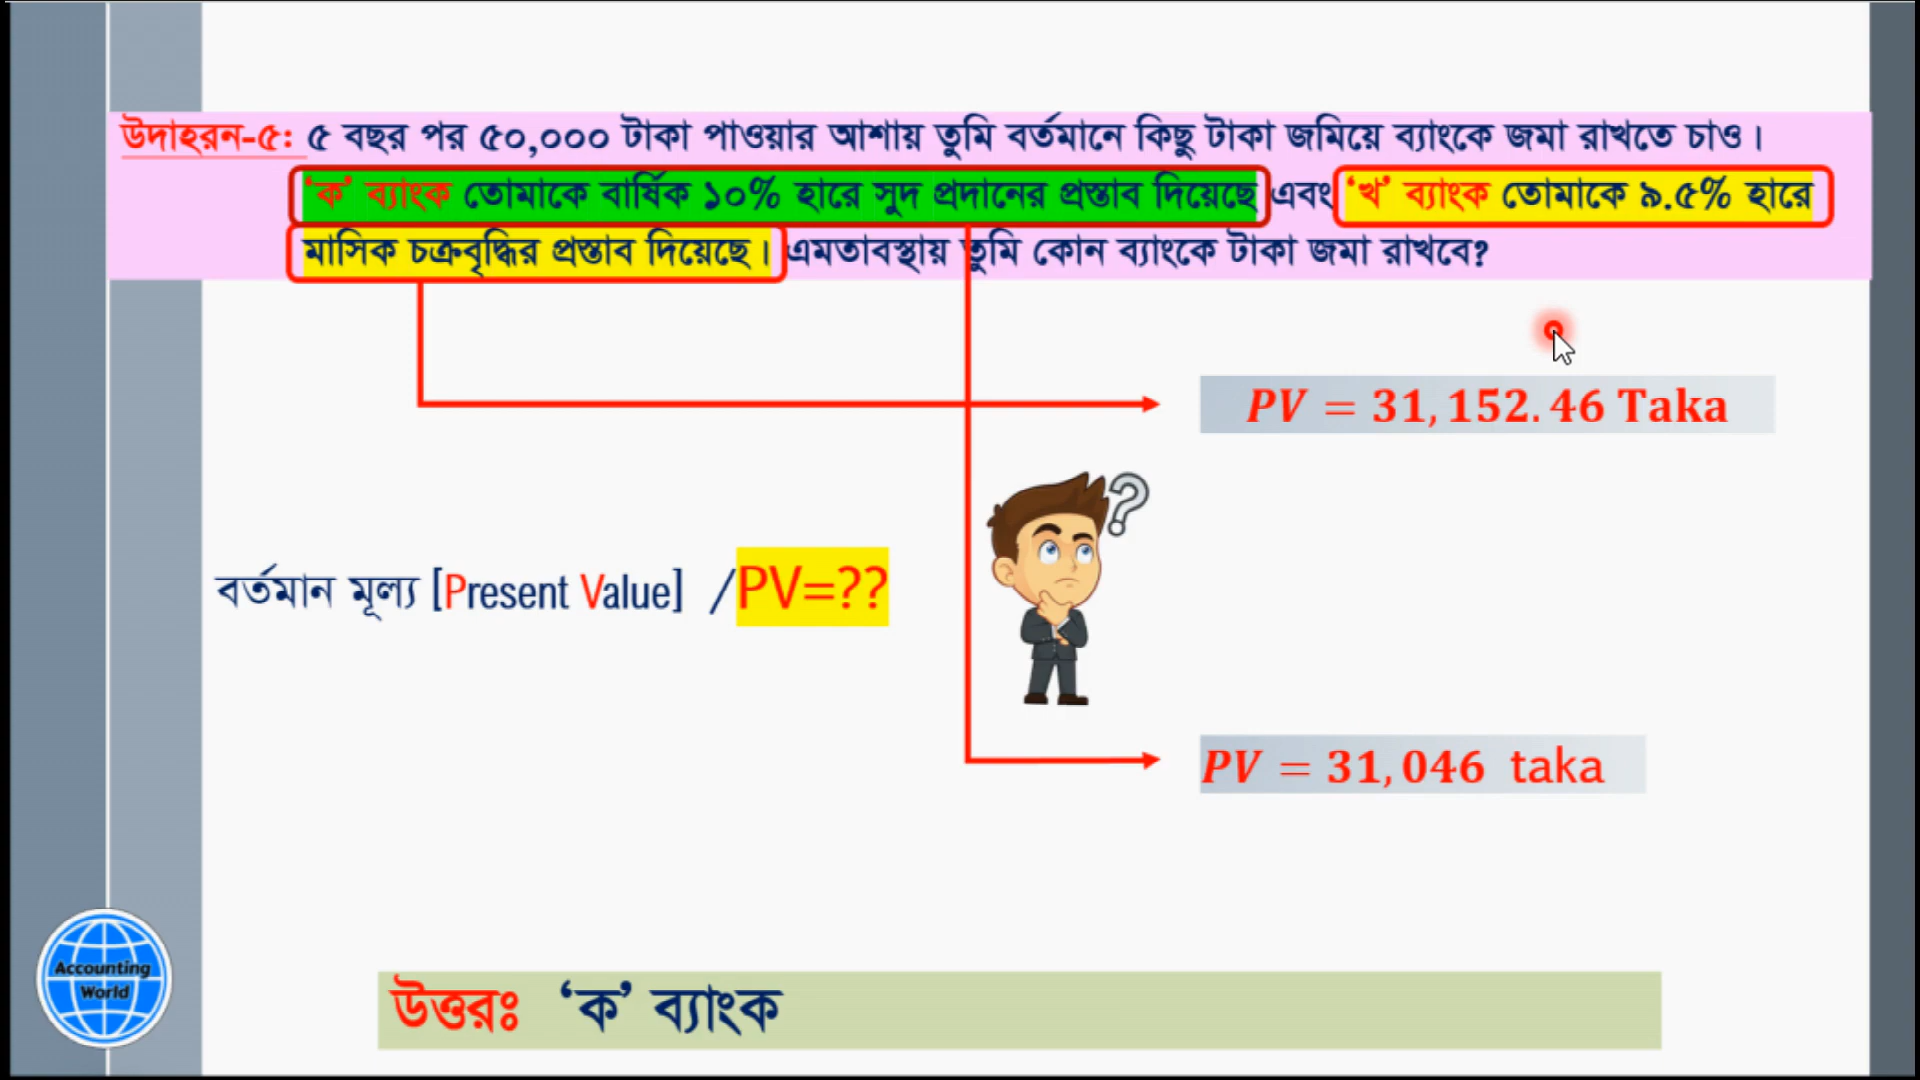 উদাহরন-৫: ৫ বছর পর ৫০,০০০ টাকা পাওয়ার আশায় তুমি বর্তমানে কিছু টাকা জমিয়ে ব্যাংকে জমা রাখতে চাও।
‘ক’ ব্যাংক তোমাকে বার্ষিক ১০% হারে সুদ প্রদানের প্রস্তাব দিয়েছে এবং ‘খ’ ব্যাংক তোমাকে ৯.৫% হারে
মাসিক চক্রবৃদ্ধির প্রস্তাব দিয়েছে। এমতাবস্থায় তুমি কোন ব্যাংকে টাকা জমা রাখবে?
PV = 31,152.46 Taka
?
বর্তমান মূল্য [Present Value] /PV=??
PV = 31,046 taka
Accounting
World
উত্তরঃ ‘ক’ ব্যাংক